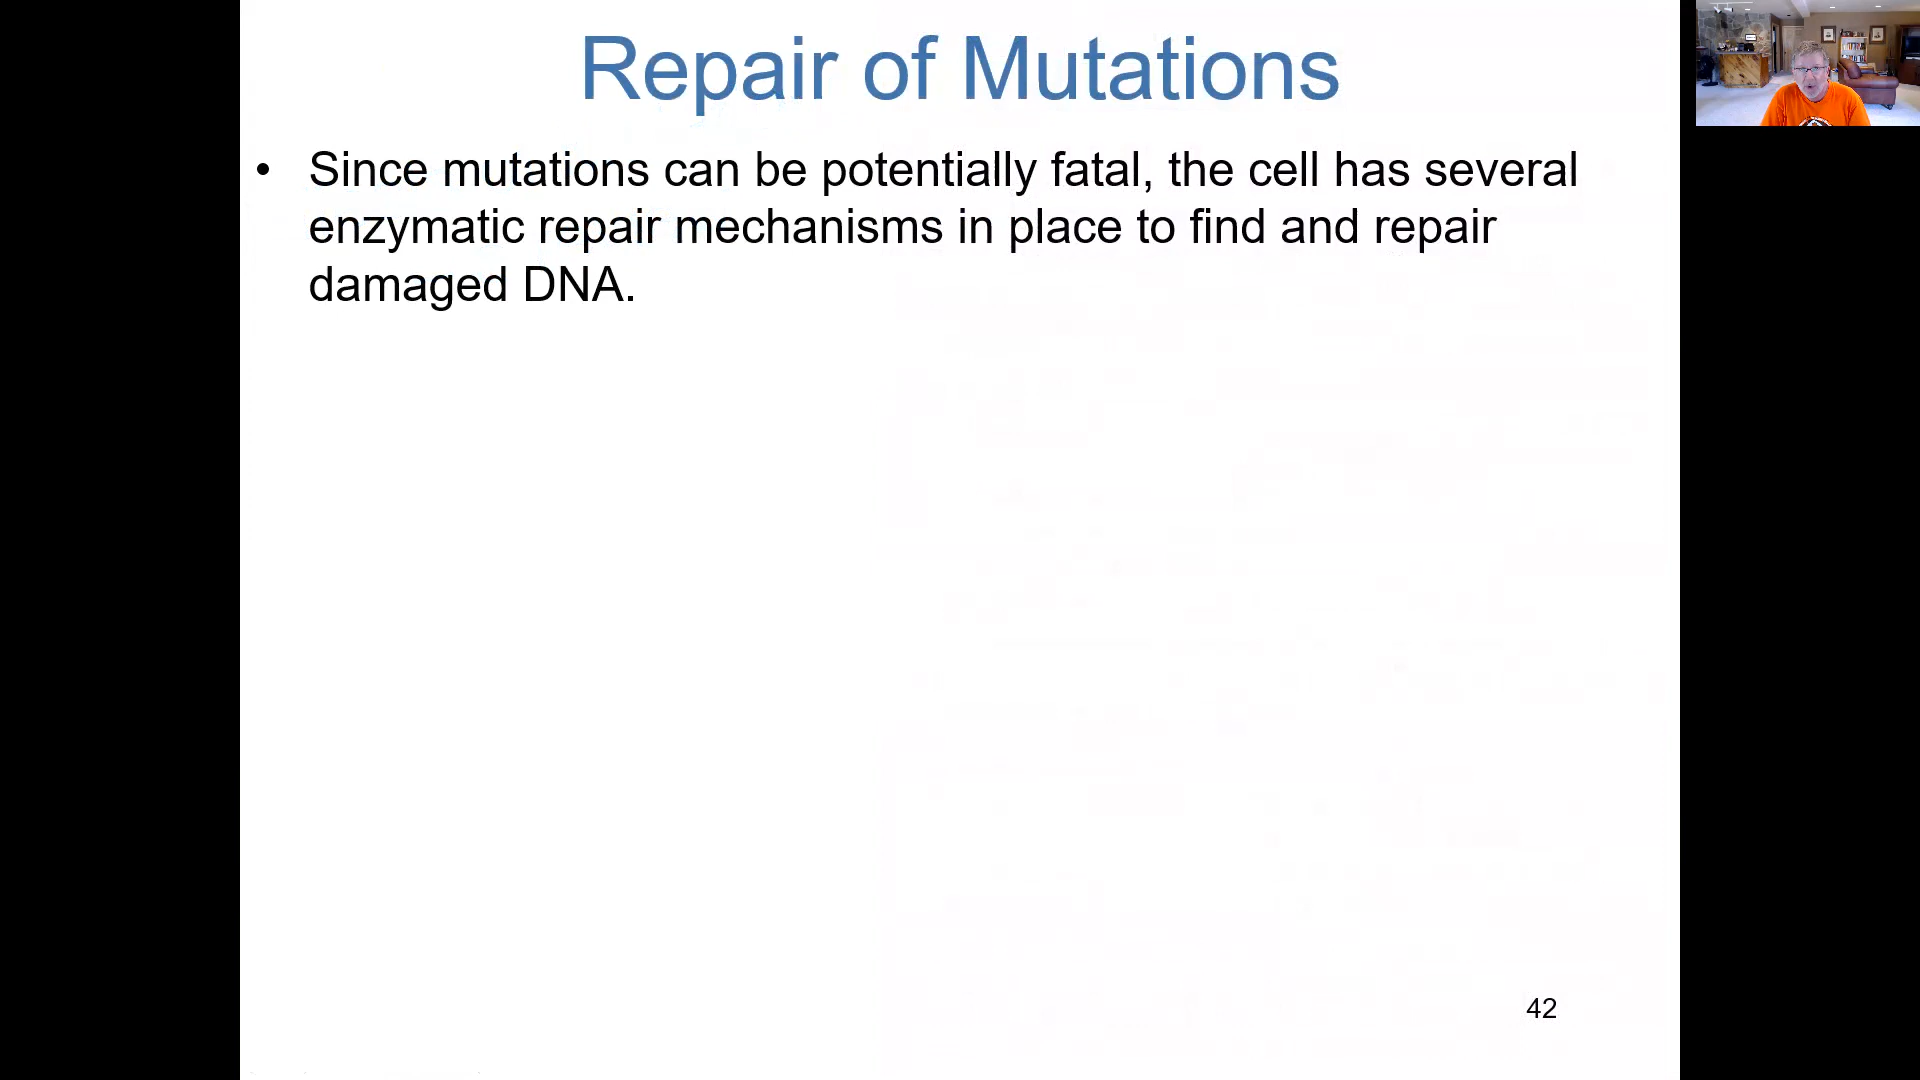 Repair of Mutations
• Since mutations can be potentially fatal, the cell has several
enzymatic repair mechanisms in place to find and repair
damaged DNA.
42